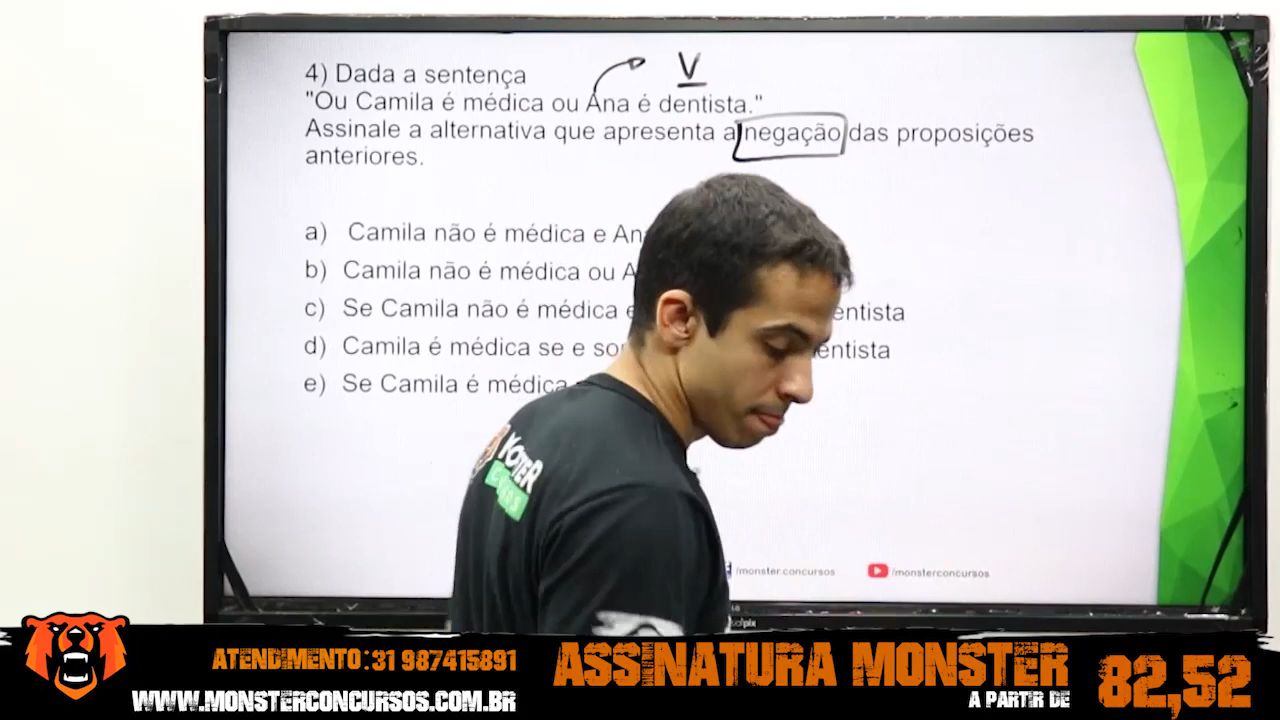 V
4) Dada a sentença
"Ou Camila é médica ou Ana é dentista."
Assinale a alternativa que apresenta a negação das proposições
anteriores.
a) Camila não é médica e
b) Camila não é médica ou
c) Se Camila não é médica entista
d) Camila é médica se e entista
e) Se Camila é médica
/monster.concursos /monsterconcursos
ATENDIMENTO: 31 987415891
WWW.MONSTERCONCURSOS.COM.BR
ASSINATURA MONSTER
A PARTIR DE
82,52